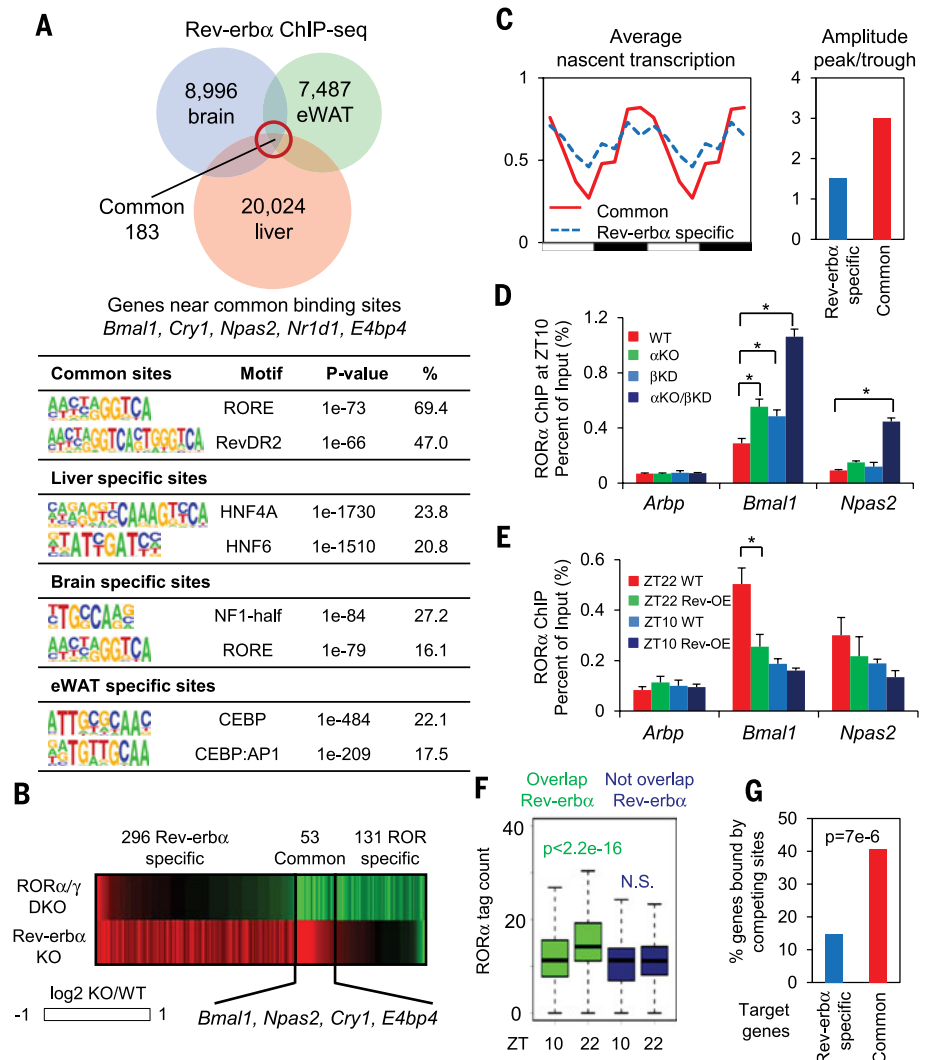 A
Rev-erbα ChIP-seq
8,996
brain
7,487
eWAT
Common
183
20,024
liver
Genes near common binding sites
Bmal1, Cry1, Npas2, Nr1d1, E4bp4
Common sites Motif P-value %
RORE 1e-73 69.4
RevDR2 1e-66 47.0
Liver specific sites
HNF4A 1e-1730 23.8
HNF6 1e-1510 20.8
Brain specific sites
NF1-half 1e-84 27.2
RORE 1e-79 16.1
eWAT specific sites
CEBP 1e-484 22.1
CEBP:AP1 1e-209 17.5
B
296 Rev-erbα
specific
53
Common
131 ROR
specific
RORα/γ
DKO
Rev-erbα
KO
log2 KO/WT
-1 1
Bmal1, Npas2, Cry1, E4bp4
C
Average
nascent transcription
1
0.5
0
Common
Rev-erbα specific
Amplitude
peak/trough
4
3
2
1
0
Rev-erbα
specific
Common
D
RORα ChIP at ZT10
Percent of Input (%)
1.2
0.8
0.4
0
WT
αKO
βKD
αKO/βKD
* * * *
Arbp Bmal1 Npas2
E
RORα ChIP
Percent of Input (%)
0.6
0.4
0.2
0
ZT22 WT
ZT22 Rev-OE
ZT10 WT
ZT10 Rev-OE
*
Arbp Bmal1 Npas2
F
Overlap
Rev-erbα
Not overlap
Rev-erbα
RORα tag count
40
20
0
p<2.2e-16
N.S.
ZT 10 22 10 22
G
% genes bound by
competing sites
50
40
30
20
10
0
p=7e-6
Target
genes
Rev-erbα
specific
Common